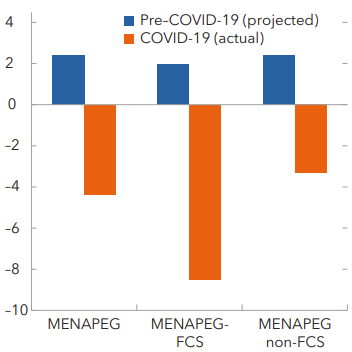 4
2
0
–2
–4
–6
–8
–10
Pre–COVID-19 (projected)
COVID-19 (actual)
MENAPEG
MENAPEG-
FCS
MENAPEG
non-FCS